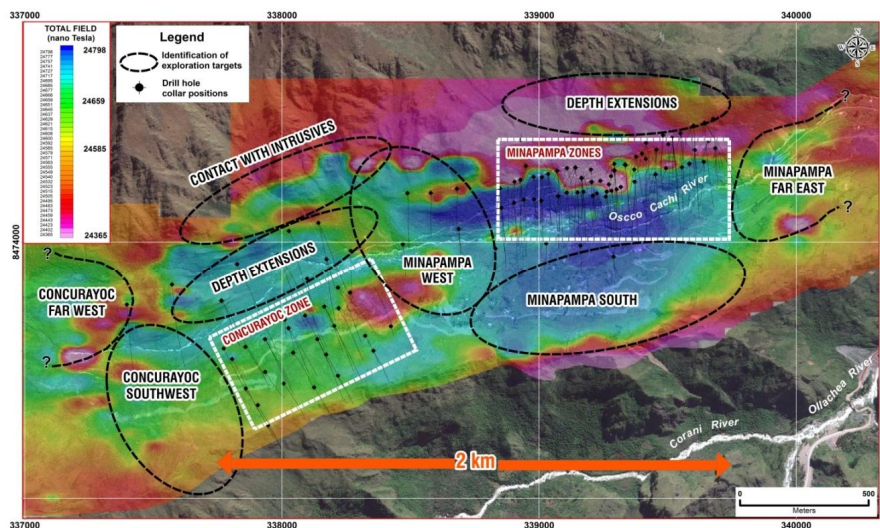 337000
338000
339000
340000
TOTAL FIELD
(nano Tesla)
24798
24659
24585
24365
Legend
Identification of
exploration targets
Drill hole
collar positions
N
DEPTH EXTENSIONS
?
CONTACT WITH INTRUSIVES
MINAPAMPA ZONES
MINAPAMPA
FAR EAST
Oscco Cachi River
?
8474000
8474000
?
DEPTH EXTENSIONS
MINAPAMPA
WEST
CONCURAYOC
FAR WEST
MINAPAMPA SOUTH
CONCURAYOC ZONE
?
CONCURAYOC
SOUTHWEST
Ollachea River
Corani River
2 km
0
500
Meters
337000
338000
339000
340000